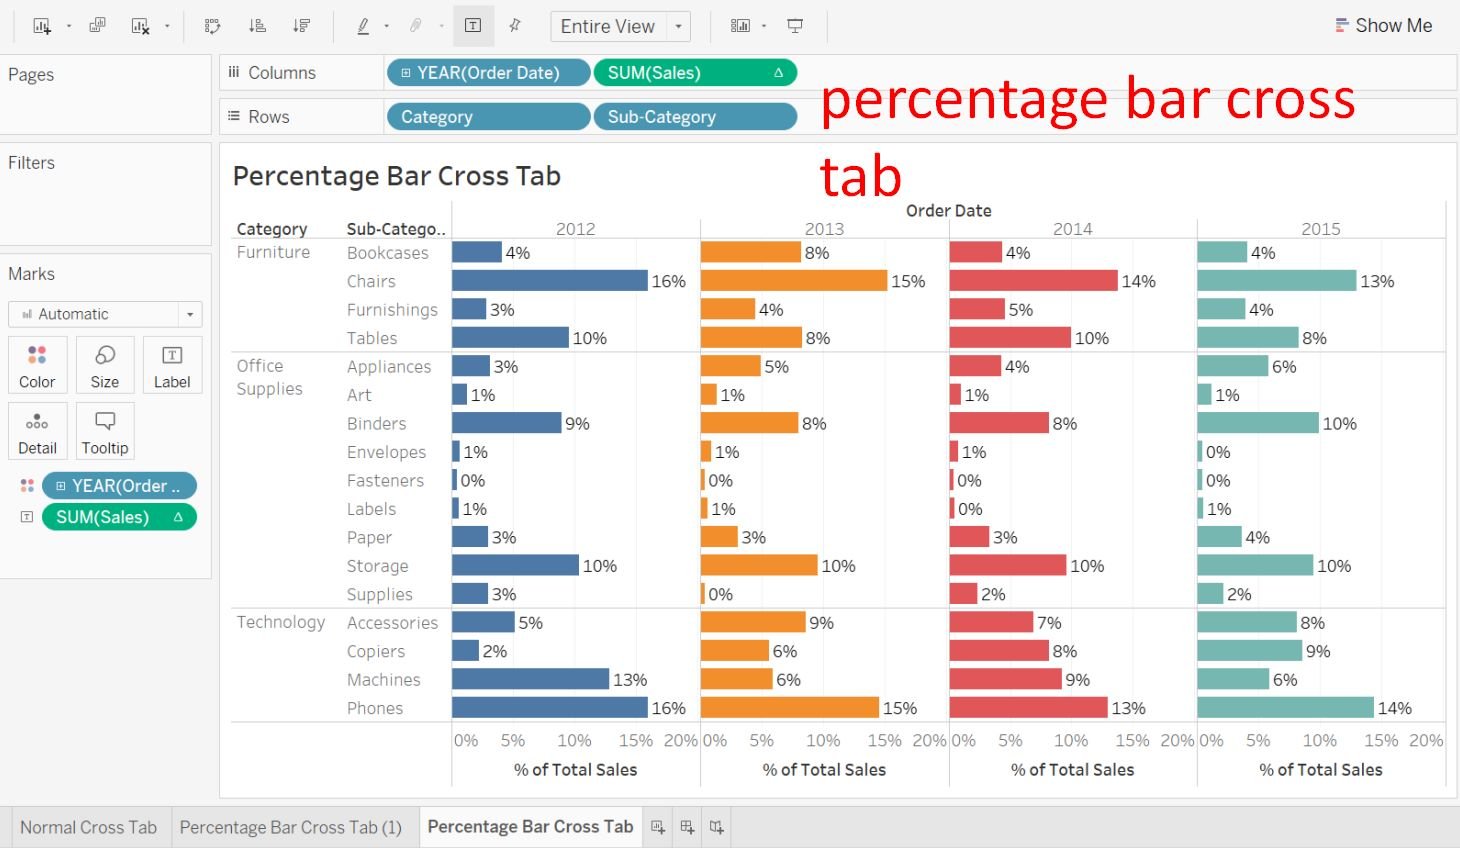 Entire View
Show Me
Pages
Columns
YEAR(Order Date)
SUM(Sales) Δ
Rows
Category
Sub-Category
percentage bar cross
tab
Filters
Marks
Automatic
Color
Size
Label
Detail
Tooltip
YEAR(Order ..
SUM(Sales) Δ
Percentage Bar Cross Tab
Order Date
Category Sub-Catego.. 2012 2013 2014 2015
Furniture Bookcases 4% 8% 4% 4%
Chairs 16% 15% 14% 13%
Furnishings 3% 4% 5% 4%
Tables 10% 8% 10% 8%
Office
Supplies
Appliances 3% 5% 4% 6%
Art 1% 1% 1% 1%
Binders 9% 8% 8% 10%
Envelopes 1% 1% 1% 0%
Fasteners 0% 0% 0% 0%
Labels 1% 1% 0% 1%
Paper 3% 3% 3% 4%
Storage 10% 10% 10% 10%
Supplies 3% 0% 2% 2%
Technology Accessories 5% 9% 7% 8%
Copiers 2% 6% 8% 9%
Machines 13% 6% 9% 6%
Phones 16% 15% 13% 14%
0% 5% 10% 15% 20% 0% 5% 10% 15% 20% 0% 5% 10% 15% 20% 0% 5% 10% 15% 20%
% of Total Sales % of Total Sales % of Total Sales % of Total Sales
Normal Cross Tab Percentage Bar Cross Tab (1) Percentage Bar Cross Tab